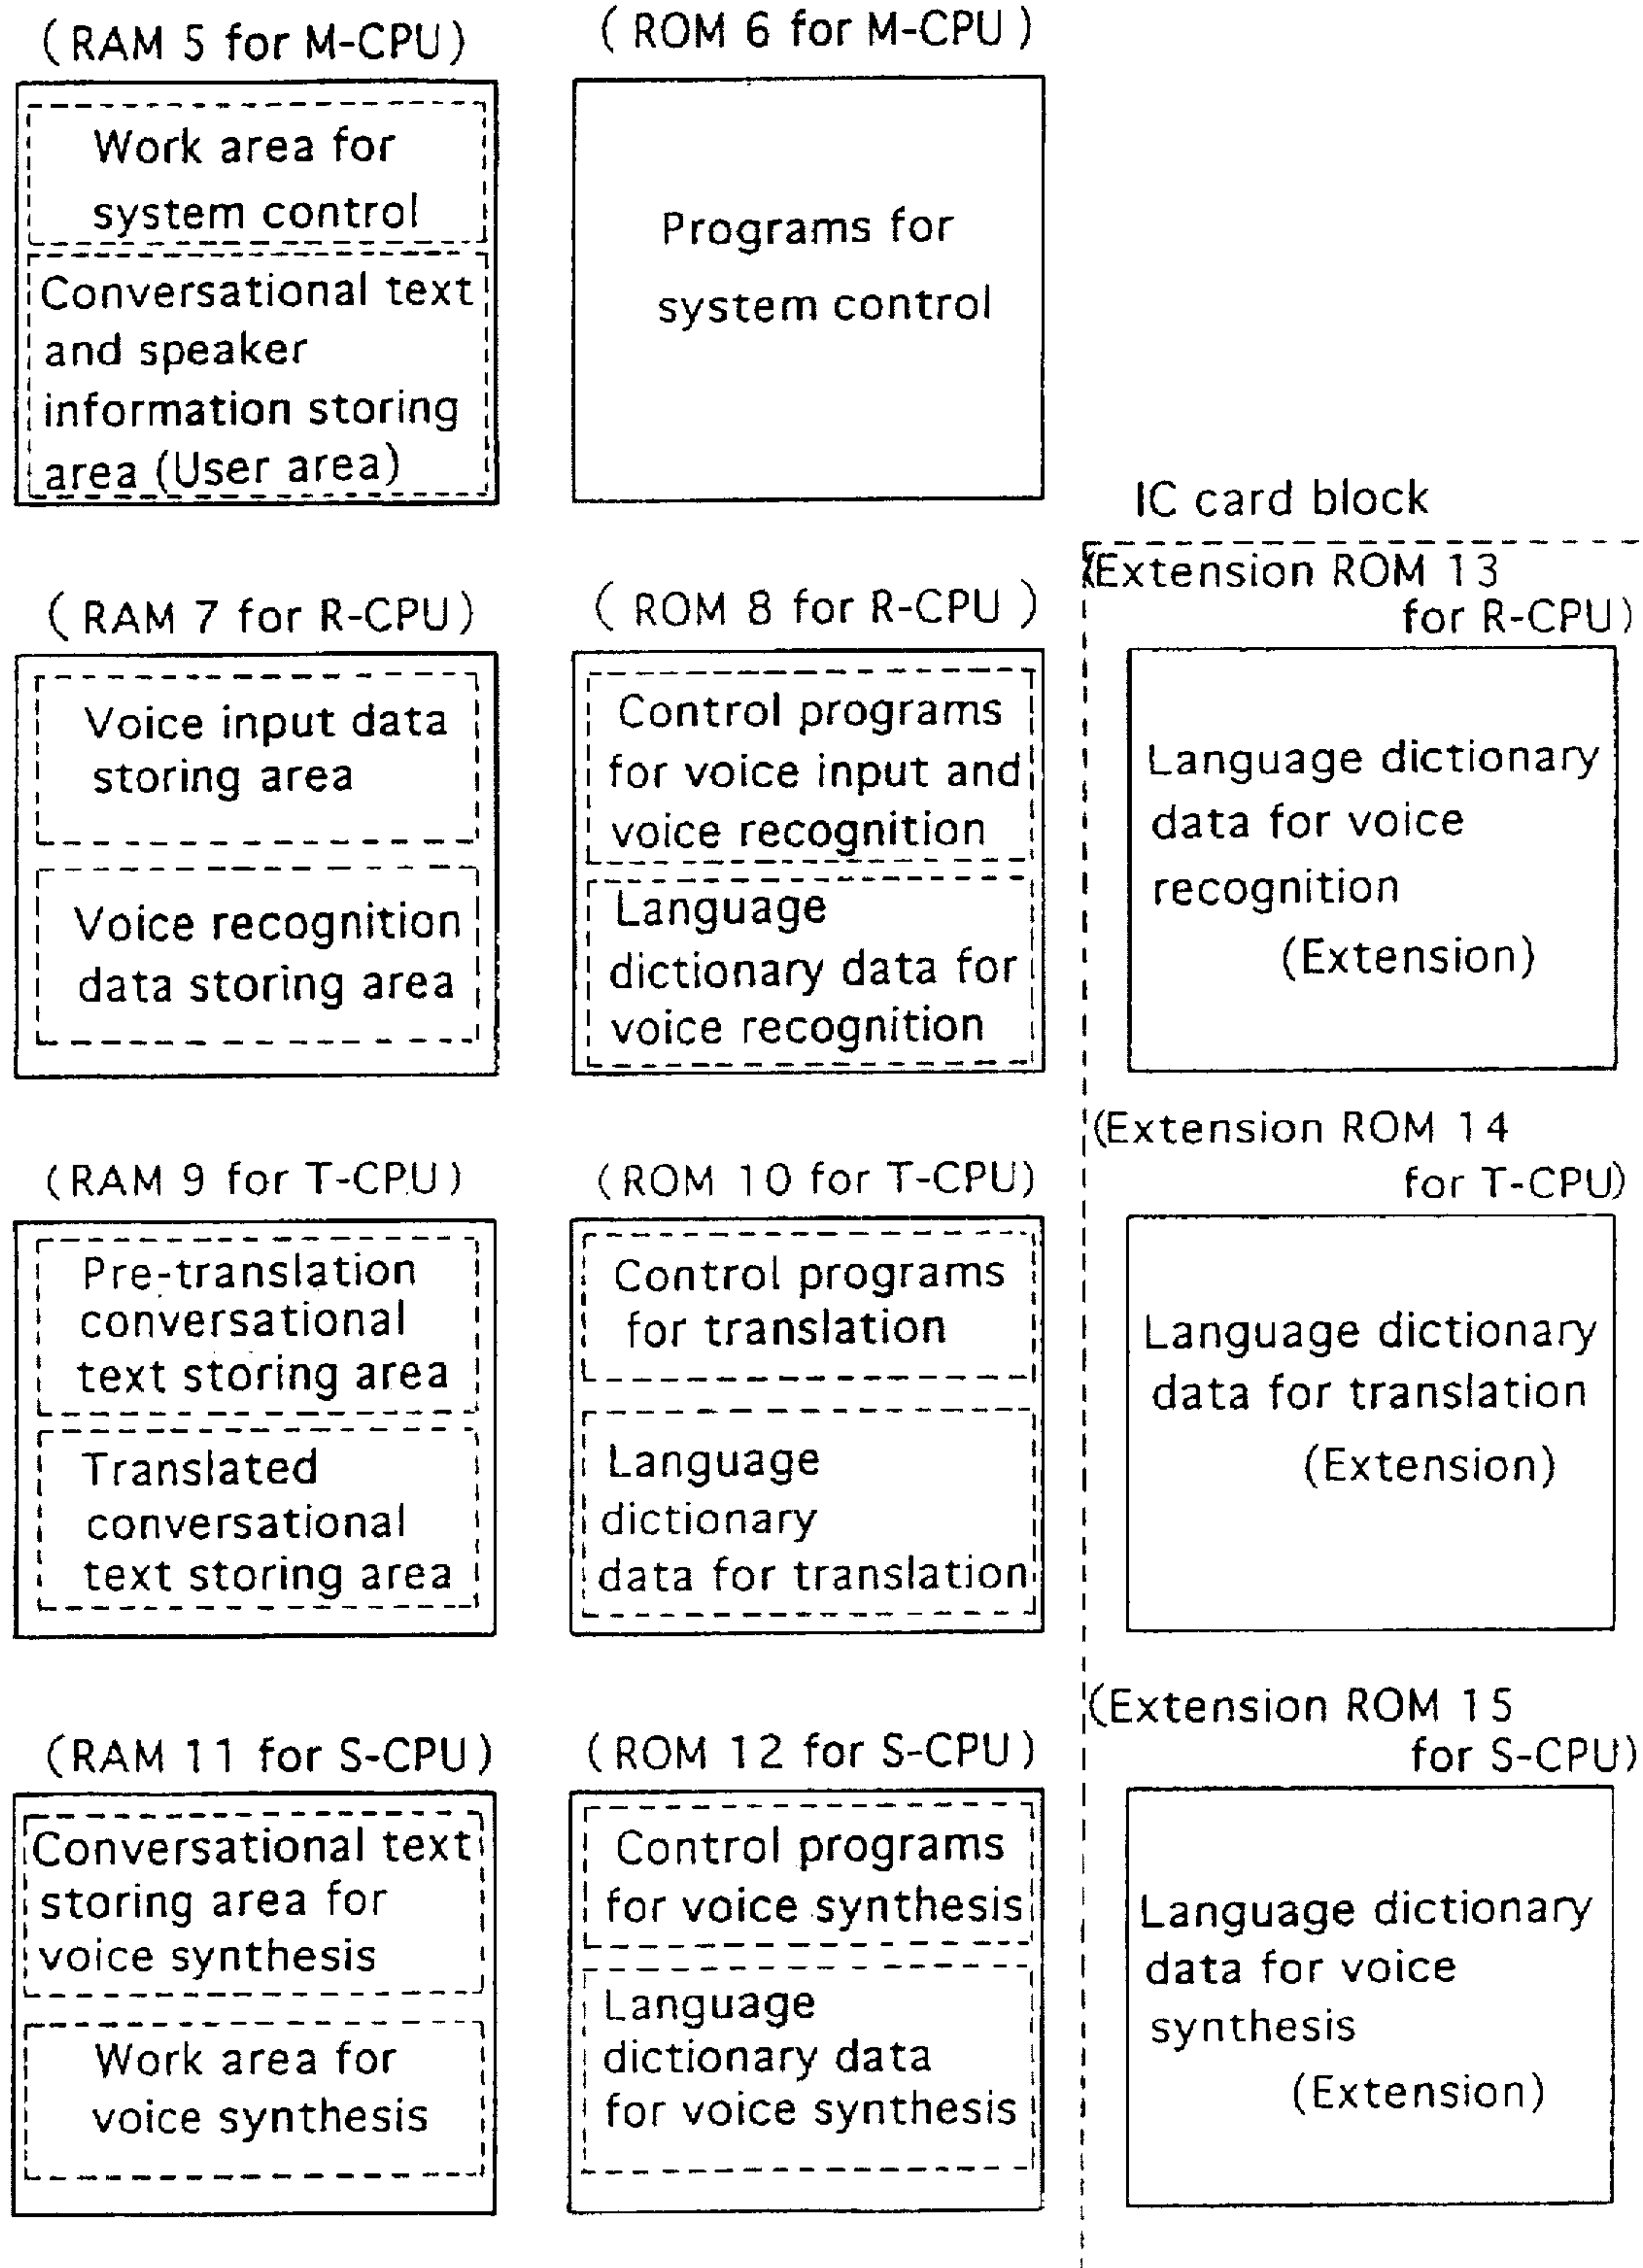 (RAM 5 for M-CPU)
Work area for
system control
Conversational text
and speaker
information storing
area (User area)
( ROM 6 for M-CPU )
Programs for
system control
IC card block
(RAM 7 for R-CPU)
Voice input data
storing area
Voice recognition
data storing area
( ROM 8 for R-CPU )
Control programs
for voice input and
voice recognition
Language
dictionary data for
voice recognition
(Extension ROM 13
for R-CPU)
Language dictionary
data for voice
recognition
(Extension)
(RAM 9 for T-CPU)
Pre-translation
conversational
text storing area
Translated
conversational
text storing area
(ROM 10 for T-CPU)
Control programs
for translation
Language
dictionary
data for translation
(Extension ROM 14
for T-CPU)
Language dictionary
data for translation
(Extension)
(RAM 11 for S-CPU)
Conversational text
storing area for
voice synthesis
Work area for
voice synthesis
(ROM 12 for S-CPU)
Control programs
for voice synthesis
Language
dictionary data
for voice synthesis
(Extension ROM 15
for S-CPU)
Language dictionary
data for voice
synthesis
(Extension)